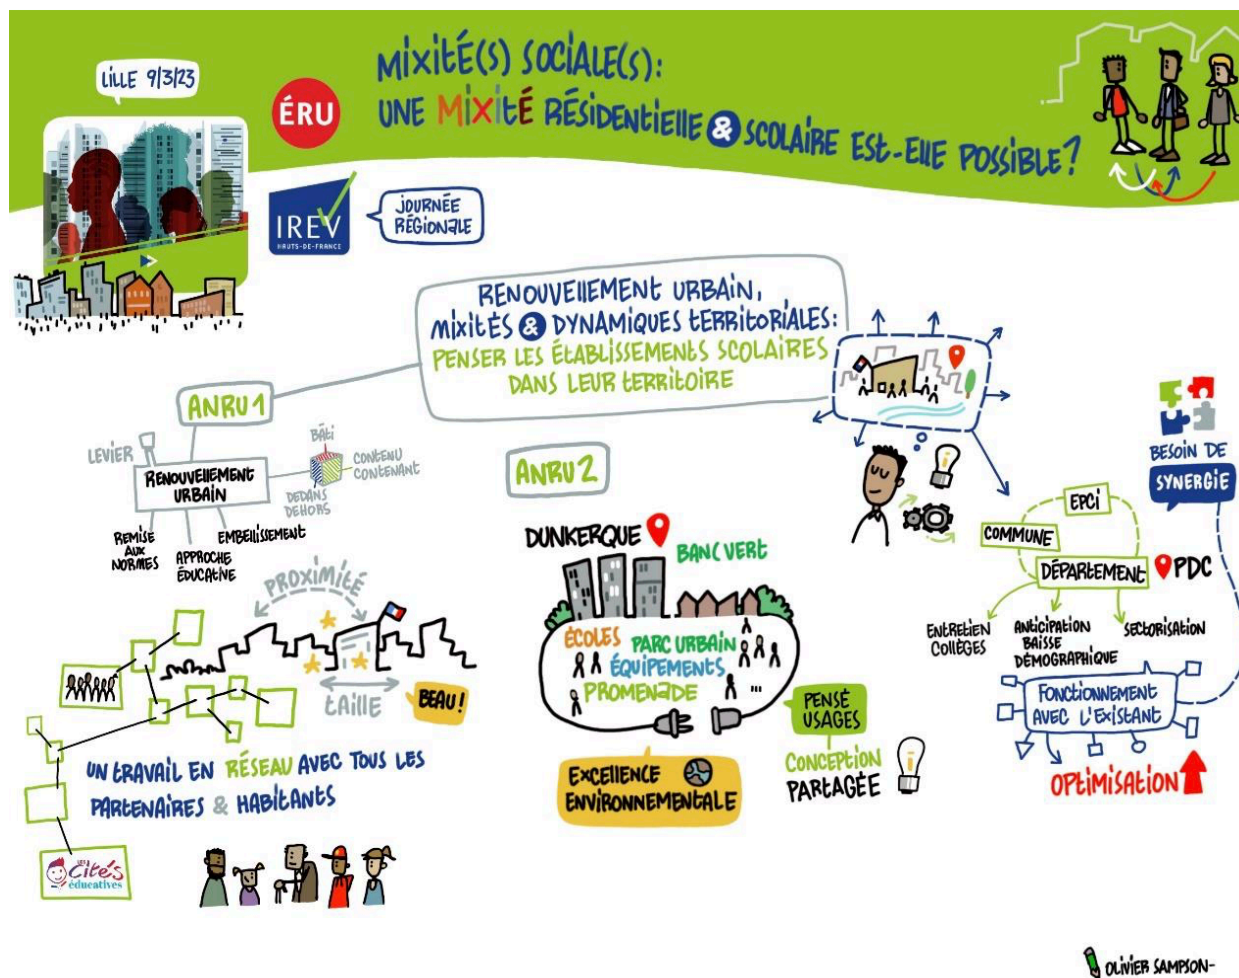 LILLE 9/3/23
ÉRU
MIXITÉ(S) SOCIALE(S):
UNE MIXITÉ RÉSIDENTIELLE & SCOLAIRE EST-ELLE POSSIBLE?
IREV
HAUTS-DE-FRANCE
JOURNÉE
RÉGIONALE
RENOUVELLEMENT URBAIN,
MIXITÉS & DYNAMIQUES TERRITORIALES:
PENSER LES ÉTABLISSEMENTS SCOLAIRES
DANS LEUR TERRITOIRE
ANRU1
LEVIER
RENOUVELLEMENT
URBAIN
BÂTI
CONTENU
CONTENANT
DEDANS
DEHORS
REMISE
AUX
NORMES
APPROCHE
ÉDUCATIVE
EMBELLISSEMENT
PROXIMITÉ
TAILLE
BEAU!
UN TRAVAIL EN RÉSEAU AVEC TOUS LES
PARTENAIRES & HABITANTS
LES
Cités
éducatives
ANRU2
DUNKERQUE
BANC VERT
ÉCOLES
PARC URBAIN
ÉQUIPEMENTS
PROMENADE
...
EXCELLENCE
ENVIRONNEMENTALE
PENSÉ
USAGES
CONCEPTION
PARTAGÉE
BESOIN DE
SYNERGIE
EPCI
COMMUNE
DÉPARTEMENT
PDC
ENTRETIEN
COLLÈGES
ANTICIPATION
BAISSE
DÉMOGRAPHIQUE
SECTORISATION
FONCTIONNEMENT
AVEC L'EXISTANT
OPTIMISATION
OLIVIER SAMPSON-